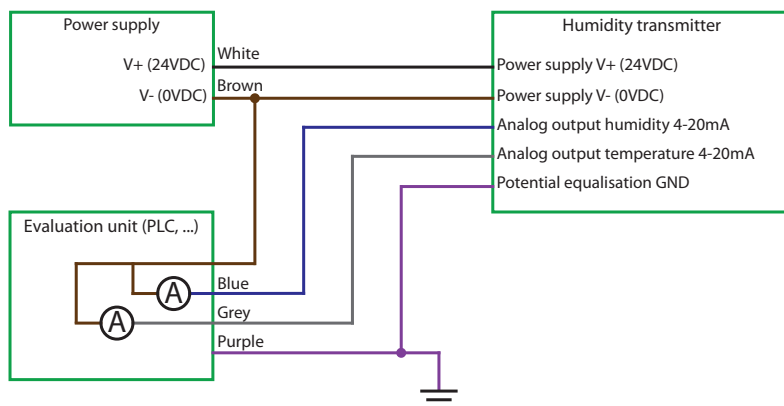 Power supply
V+ (24VDC)
V- (0VDC)
White
Brown
Humidity transmitter
Power supply V+ (24VDC)
Power supply V- (0VDC)
Analog output humidity 4-20mA
Analog output temperature 4-20mA
Potential equalisation GND
Evaluation unit (PLC, ...)
A
A
Blue
Grey
Purple